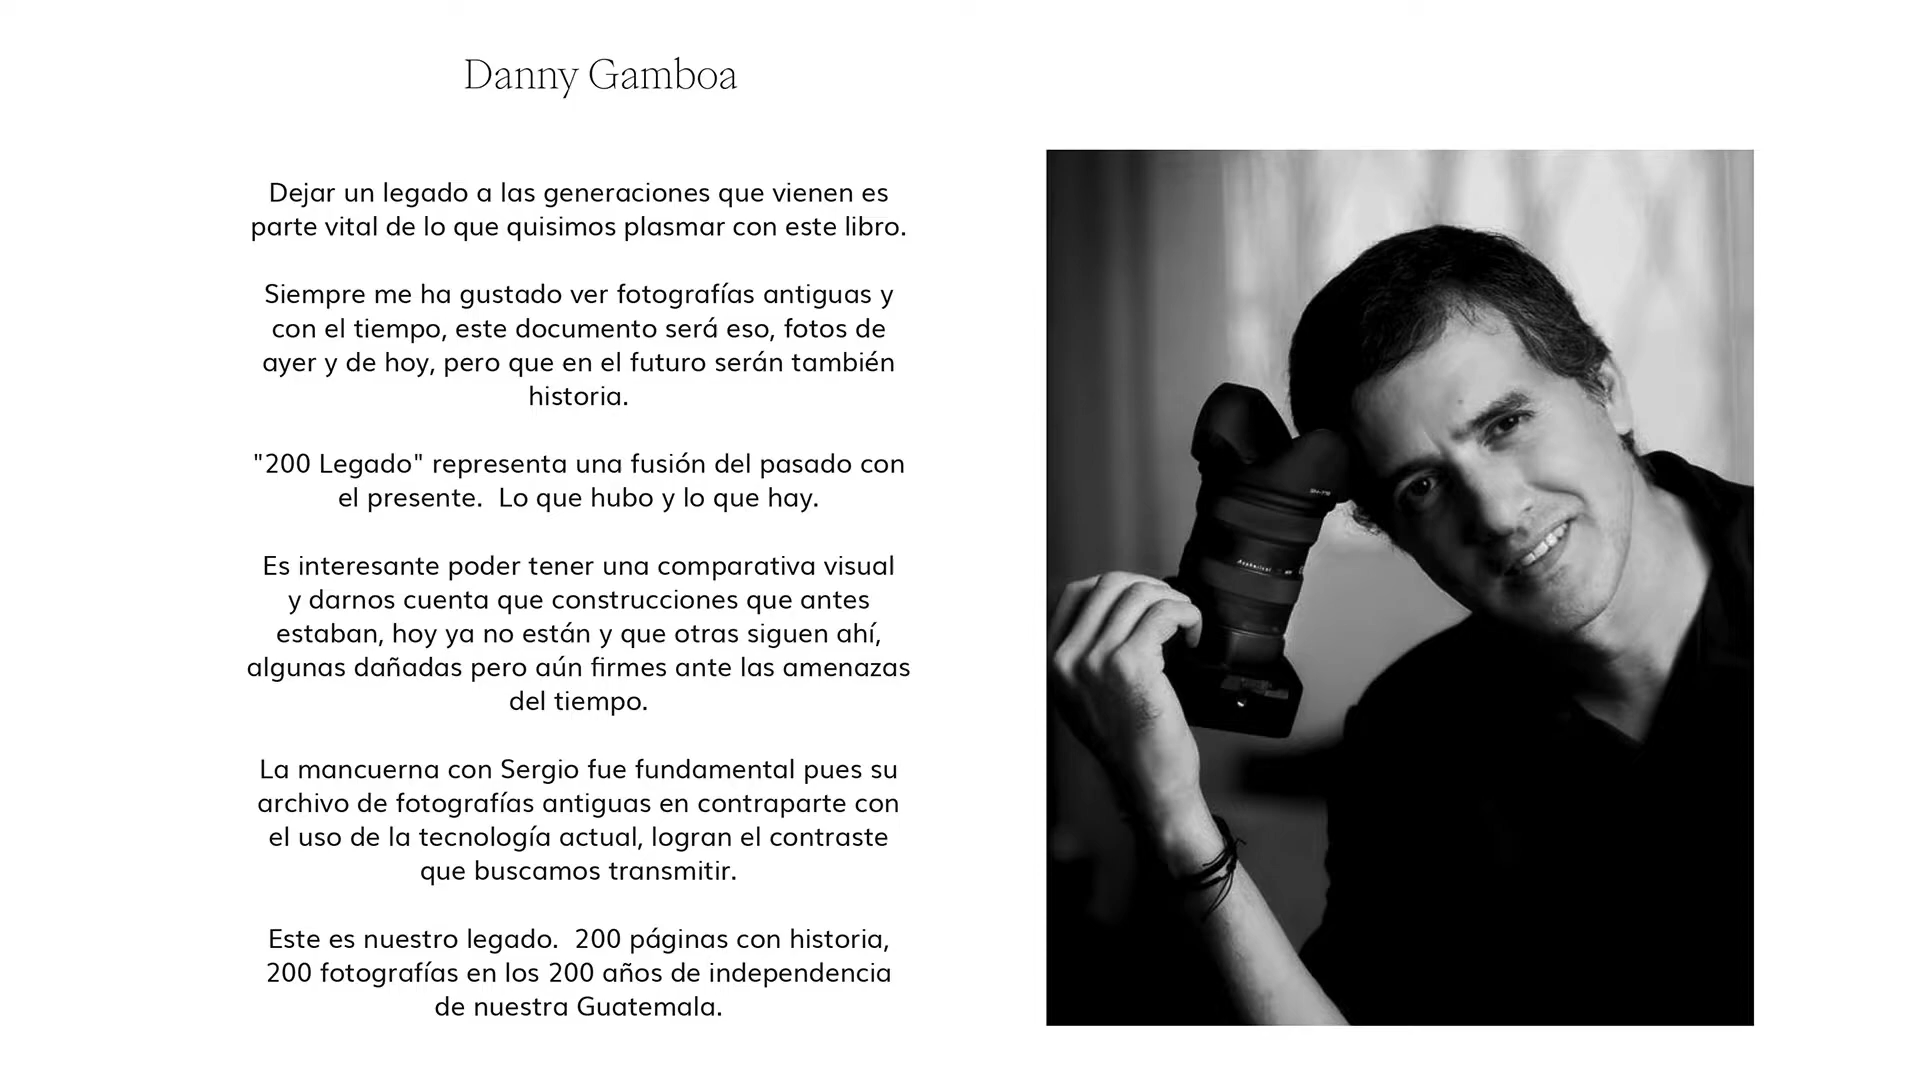 Danny Gamboa
Dejar un legado a las generaciones que vienen es
parte vital de lo que quisimos plasmar con este libro.
Siempre me ha gustado ver fotografías antiguas y
con el tiempo, este documento será eso, fotos de
ayer y de hoy, pero que en el futuro serán también
historia.
"200 Legado" representa una fusión del pasado con
el presente.  Lo que hubo y lo que hay.
Es interesante poder tener una comparativa visual
y darnos cuenta que construcciones que antes
estaban, hoy ya no están y que otras siguen ahí,
algunas dañadas pero aún firmes ante las amenazas
del tiempo.
La mancuerna con Sergio fue fundamental pues su
archivo de fotografías antiguas en contraparte con
el uso de la tecnología actual, logran el contraste
que buscamos transmitir.
Este es nuestro legado.  200 páginas con historia,
200 fotografías en los 200 años de independencia
de nuestra Guatemala.
Aspherical